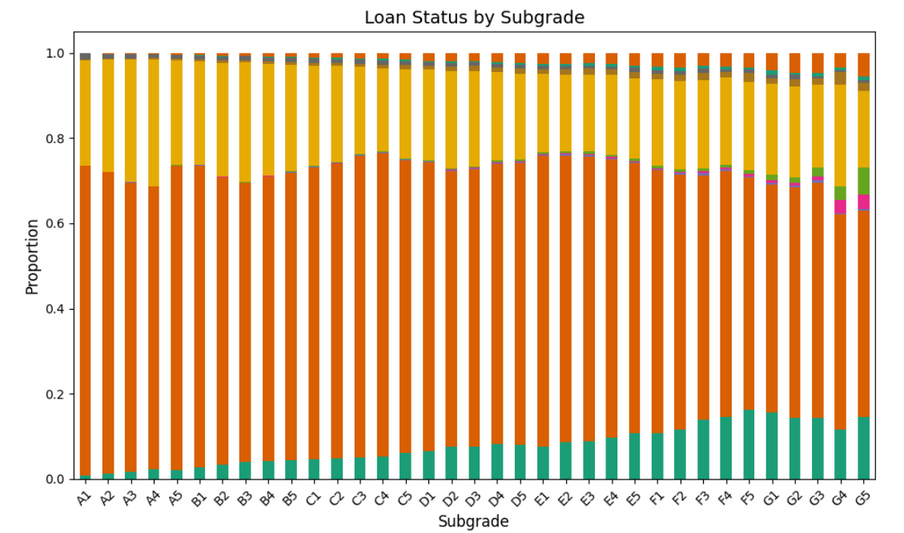 Loan Status by Subgrade
1.0
0.8
0.6
0.4
0.2
0.0
Proportion
A1 A2 A3 A4 A5 B1 B2 B3 B4 B5 C1 C2 C3 C4 C5 D1 D2 D3 D4 D5 E1 E2 E3 E4 E5 F1 F2 F3 F4 F5 G1 G2 G3 G4 G5
Subgrade